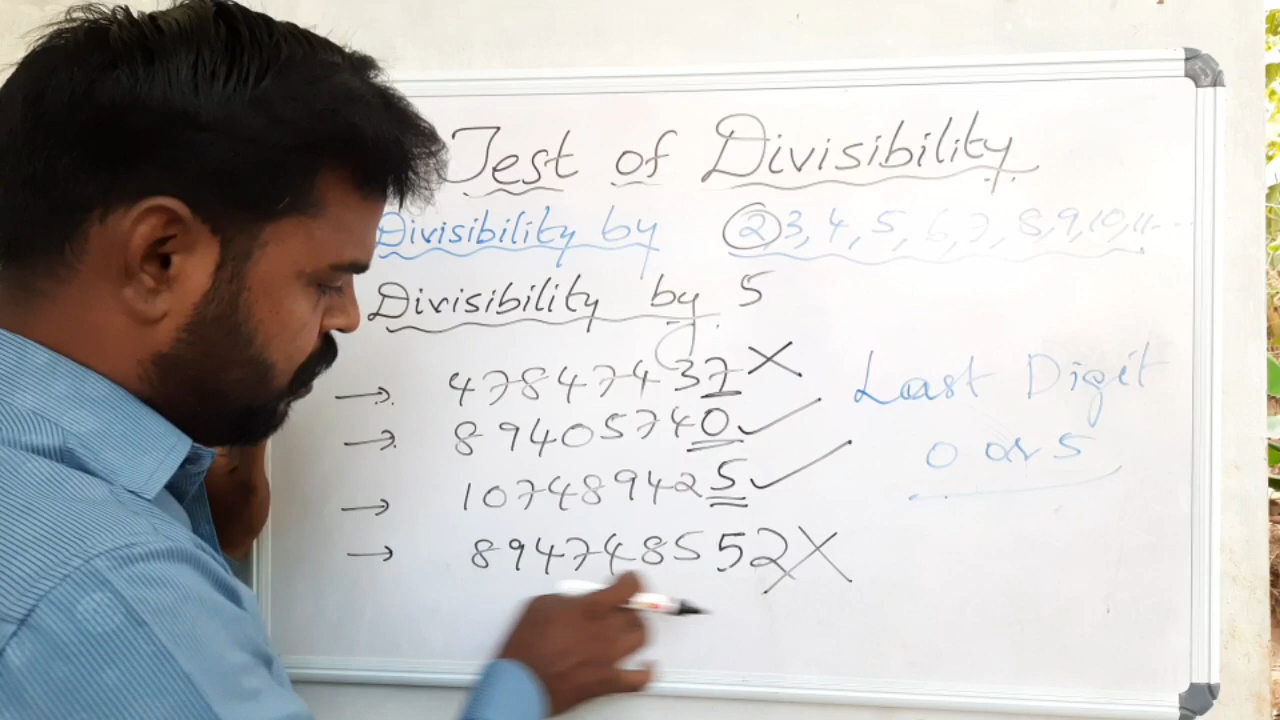 Test of Divisibility
Divisibility by 2 3, 4, 5, 6, 7, 8, 9, 10, 11...
Divisibility by 5
→ 47847437 X
→ 89405740 ✓
→ 107489425 ✓
→ 894748552 X
Last Digit
0 or 5